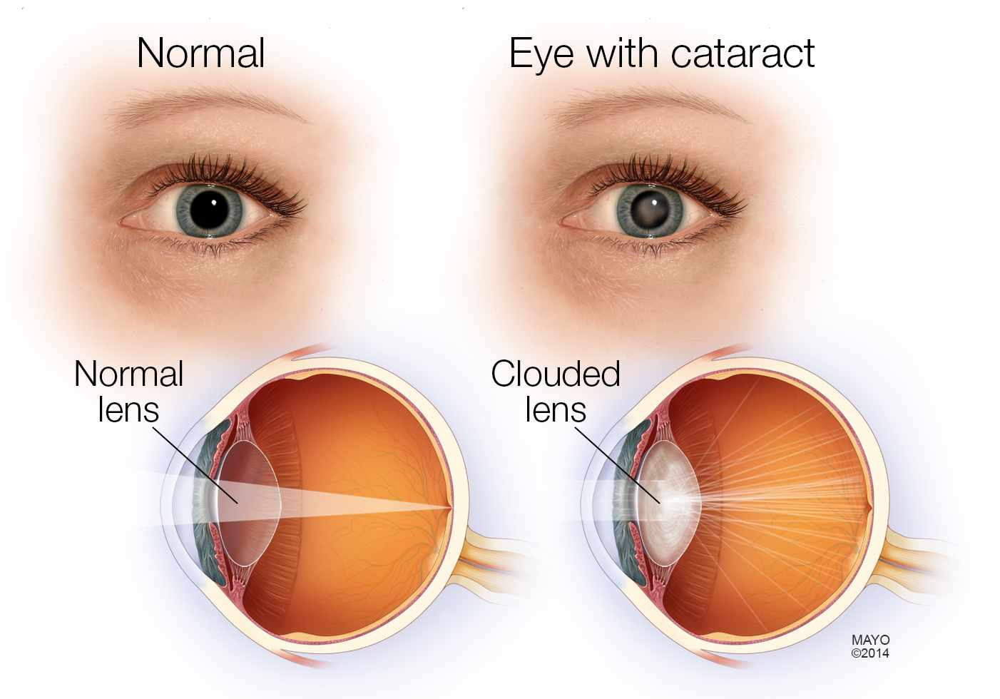 Normal
Eye with cataract
Normal
lens
Clouded
lens
MAYO
©2014